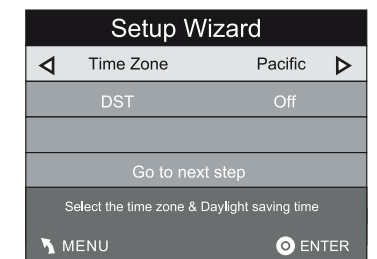 Setup Wizard
Time Zone Pacific
DST Off
Go to next step
Select the time zone & Daylight saving time
MENU ENTER